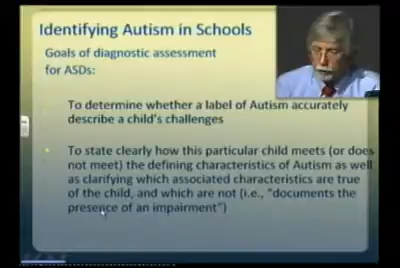 Identifying Autism in Schools
Goals of diagnostic assessment
for ASDs:
To determine whether a label of Autism accurately
describe a child's challenges
To state clearly how this particular child meets (or does
not meet) the defining characteristics of Autism as well
as clarifying which associated characteristics are true
of the child, and which are not (i.e., "documents the
presence of an impairment")